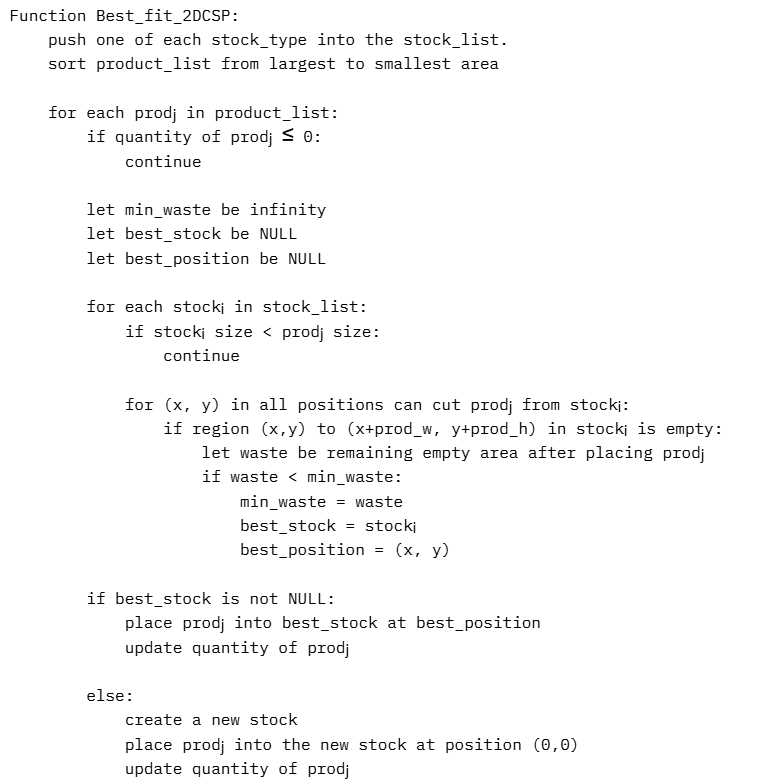 Function Best_fit_2DCSP:
    push one of each stock_type into the stock_list.
    sort product_list from largest to smallest area

    for each prodⱼ in product_list:
        if quantity of prodⱼ ≤ 0:
            continue

        let min_waste be infinity
        let best_stock be NULL
        let best_position be NULL

        for each stockᵢ in stock_list:
            if stockᵢ size < prodⱼ size:
                continue

            for (x, y) in all positions can cut prodⱼ from stockᵢ:
                if region (x,y) to (x+prod_w, y+prod_h) in stockᵢ is empty:
                    let waste be remaining empty area after placing prodⱼ
                    if waste < min_waste:
                        min_waste = waste
                        best_stock = stockᵢ
                        best_position = (x, y)

        if best_stock is not NULL:
            place prodⱼ into best_stock at best_position
            update quantity of prodⱼ

        else:
            create a new stock
            place prodⱼ into the new stock at position (0,0)
            update quantity of prodⱼ